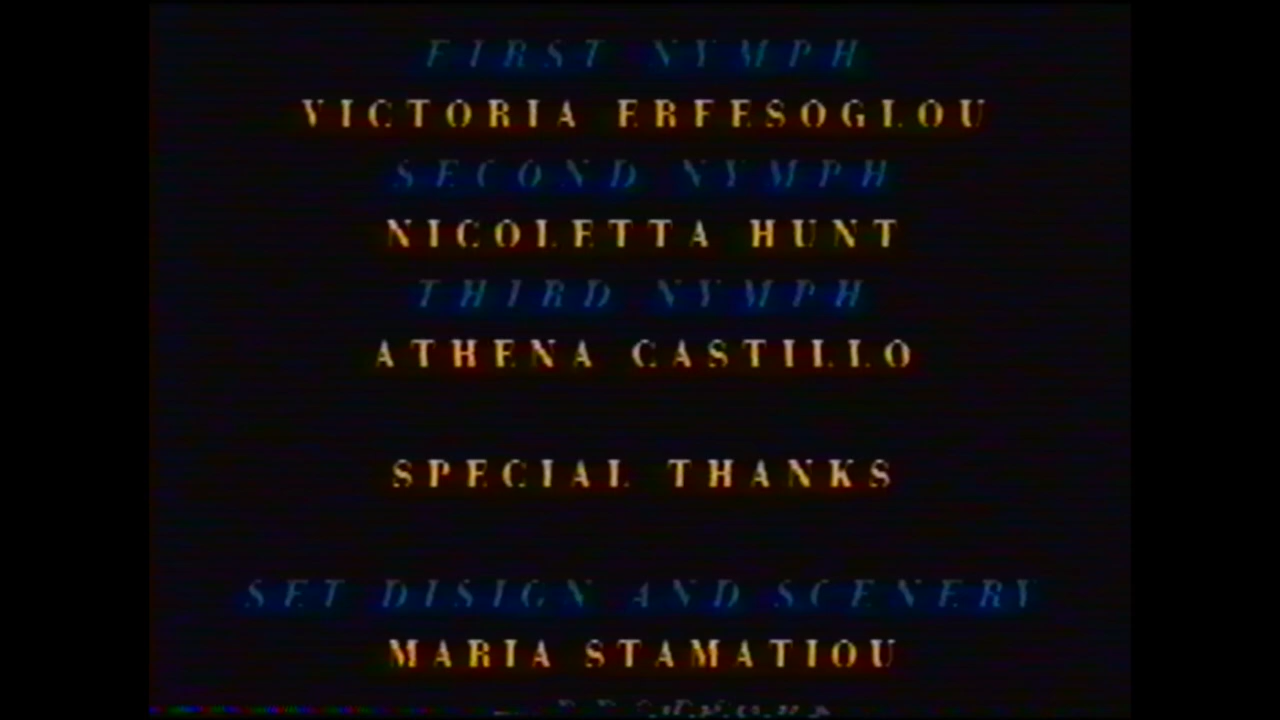 FIRST NYMPH
VICTORIA ERFESOGLOU
SECOND NYMPH
NICOLETTA HUNT
THIRD NYMPH
ATHENA CASTILLO
SPECIAL THANKS
SET DISIGN AND SCENERY
MARIA STAMATIOU